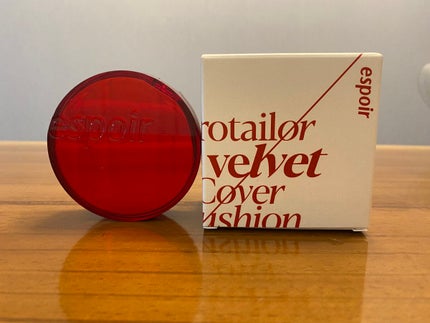 espoir
espoir
rotailor
velvet
Cover
ushion